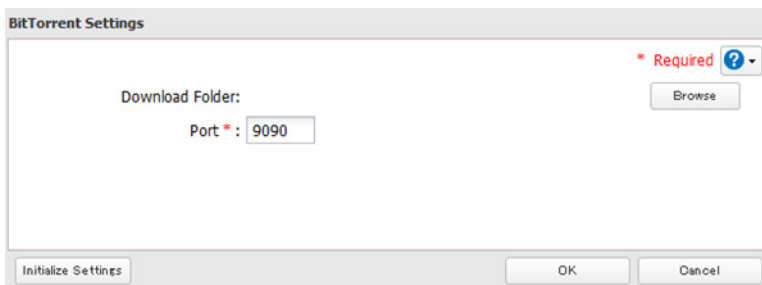 BitTorrent Settings
* Required
Download Folder:
Browse
Port * : 9090
Initialize Settings
OK
Cancel